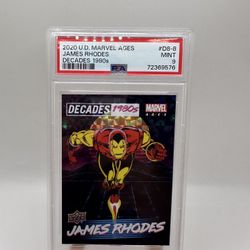 2020 U.D. MARVEL AGES #D8-8
JAMES RHODES MINT
DECADES 1980s 9
PSA 72369576
DECADES 1980s MARVEL
AGES
JAMES RHODES